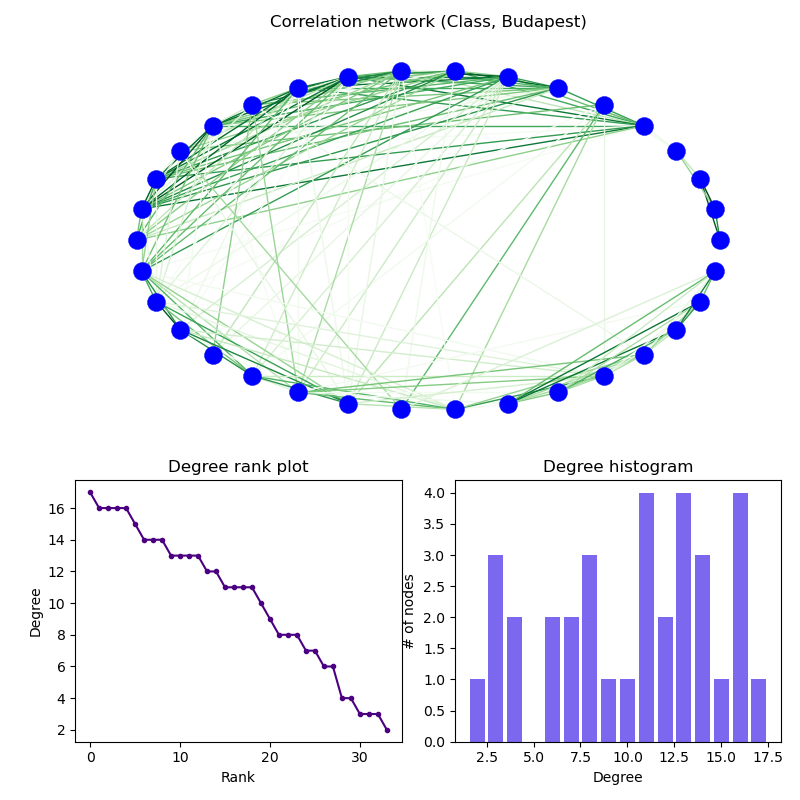 Correlation network (Class, Budapest)
Degree rank plot
Degree
16
14
12
10
8
6
4
2
0 10 20 30
Rank
Degree histogram
# of nodes
4.0
3.5
3.0
2.5
2.0
1.5
1.0
0.5
0.0
2.5 5.0 7.5 10.0 12.5 15.0 17.5
Degree